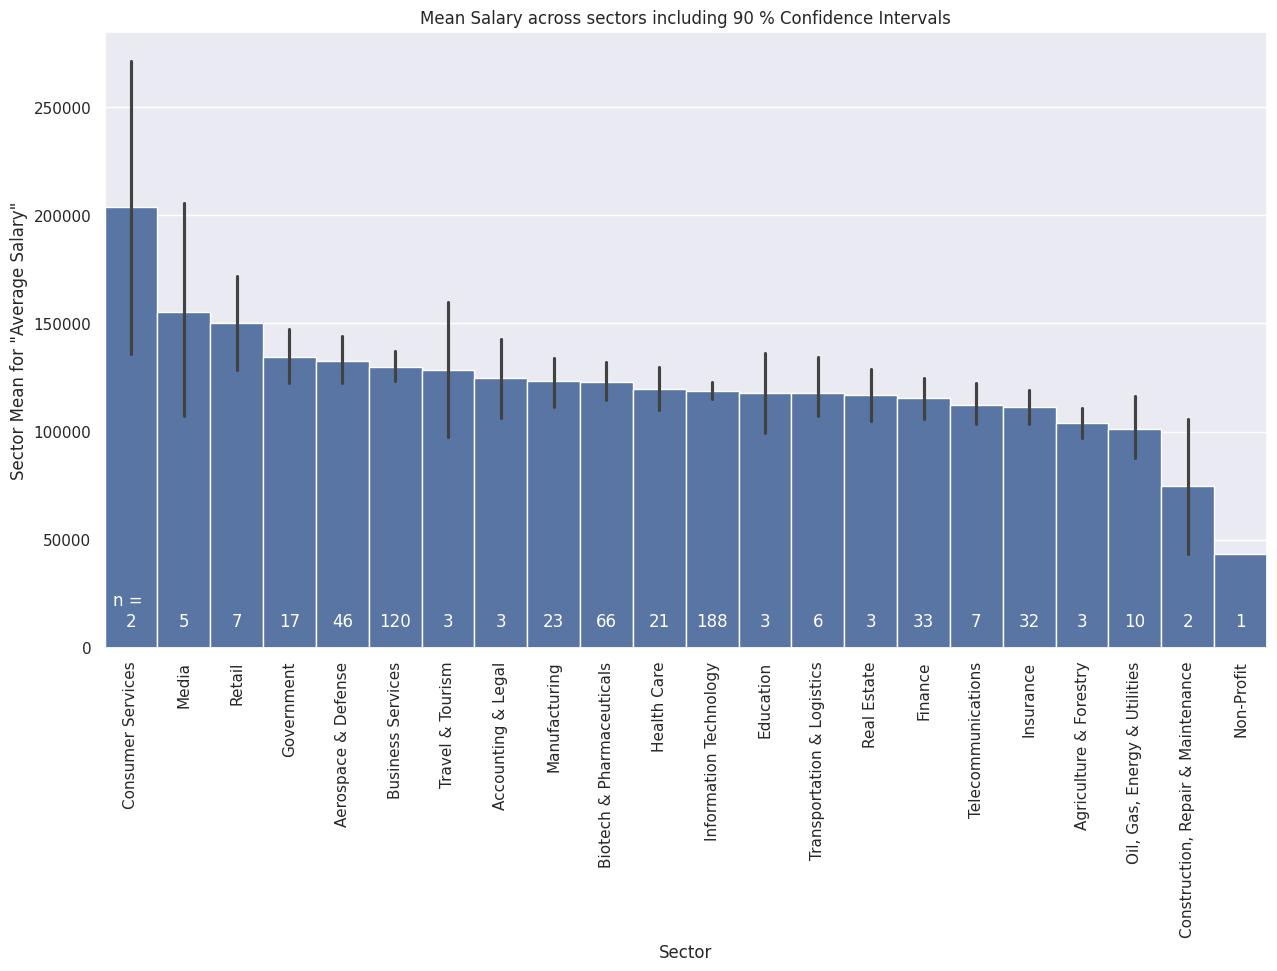 Mean Salary across sectors including 90 % Confidence Intervals
Sector Mean for "Average Salary"
250000
200000
150000
100000
50000
0
n =
2 5 7 17 46 120 3 3 23 66 21 188 3 6 3 33 7 32 3 10 2 1
Consumer Services
Media
Retail
Government
Aerospace & Defense
Business Services
Travel & Tourism
Accounting & Legal
Manufacturing
Biotech & Pharmaceuticals
Health Care
Information Technology
Education
Transportation & Logistics
Real Estate
Finance
Telecommunications
Insurance
Agriculture & Forestry
Oil, Gas, Energy & Utilities
Construction, Repair & Maintenance
Non-Profit
Sector